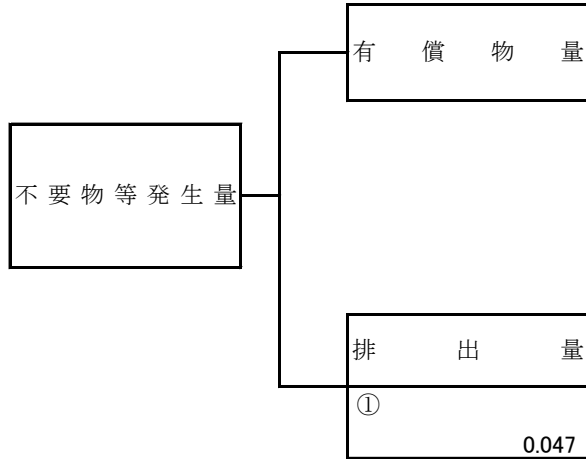 有償物量
不要物等発生量
排出量
①
0.047